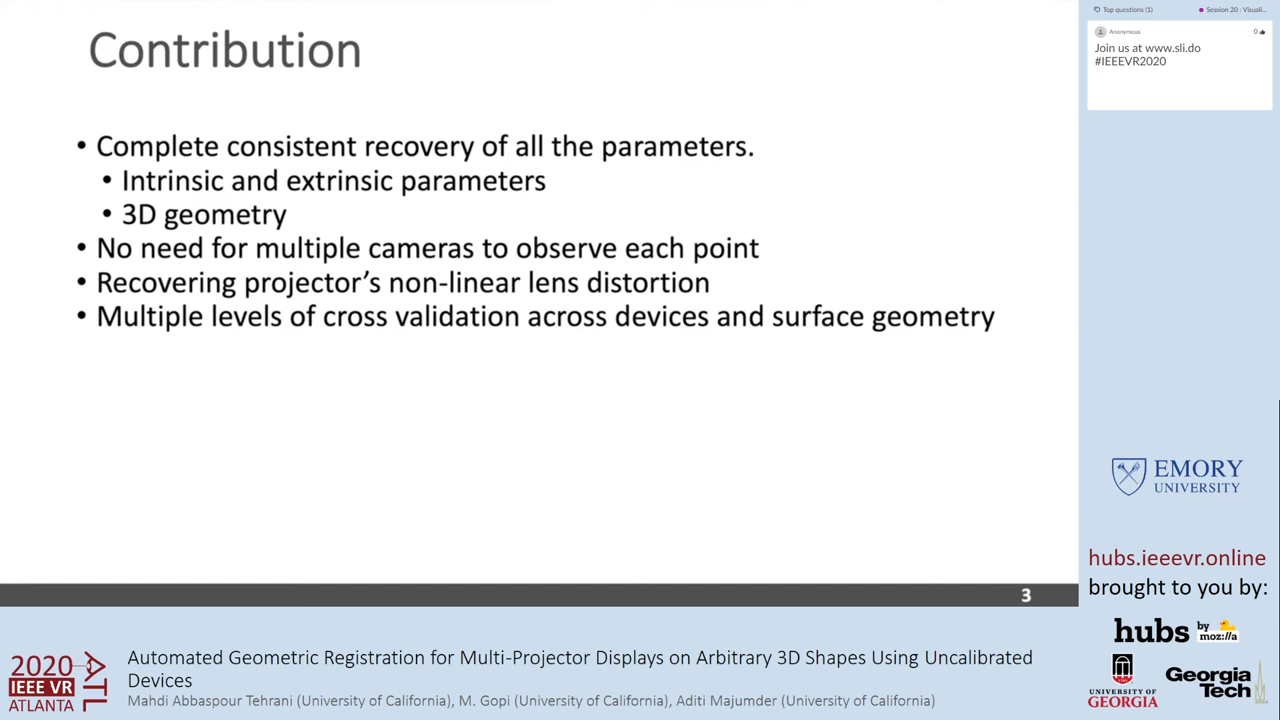 Contribution
• Complete consistent recovery of all the parameters.
• Intrinsic and extrinsic parameters
• 3D geometry
• No need for multiple cameras to observe each point
• Recovering projector's non-linear lens distortion
• Multiple levels of cross validation across devices and surface geometry
3
Top questions (1)
Session 20 : Visuali...
Anonymous
0
Join us at www.sli.do
#IEEEVR2020
EMORY
UNIVERSITY
hubs.ieeevr.online
brought to you by:
hubs by
moz://a
UNIVERSITY OF
GEORGIA
Georgia
Tech
2020
IEEE VR
ATLANTA
ATL
Automated Geometric Registration for Multi-Projector Displays on Arbitrary 3D Shapes Using Uncalibrated
Devices
Mahdi Abbaspour Tehrani (University of California), M. Gopi (University of California), Aditi Majumder (University of California)